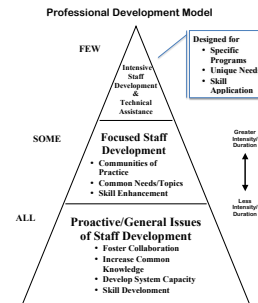 Professional Development Model
FEW
Intensive
Staff
Development
&
Technical
Assistance
Designed for
• Specific
Programs
• Unique Need
• Skill
Application
SOME
Focused Staff
Development
• Communities of
Practice
• Common Needs/Topics
• Skill Enhancement
Greater
Intensity/
Duration
Less
Intensity/
Duration
ALL
Proactive/General Issues
of Staff Development
• Foster Collaboration
• Increase Common
Knowledge
• Develop System Capacity
• Skill Development